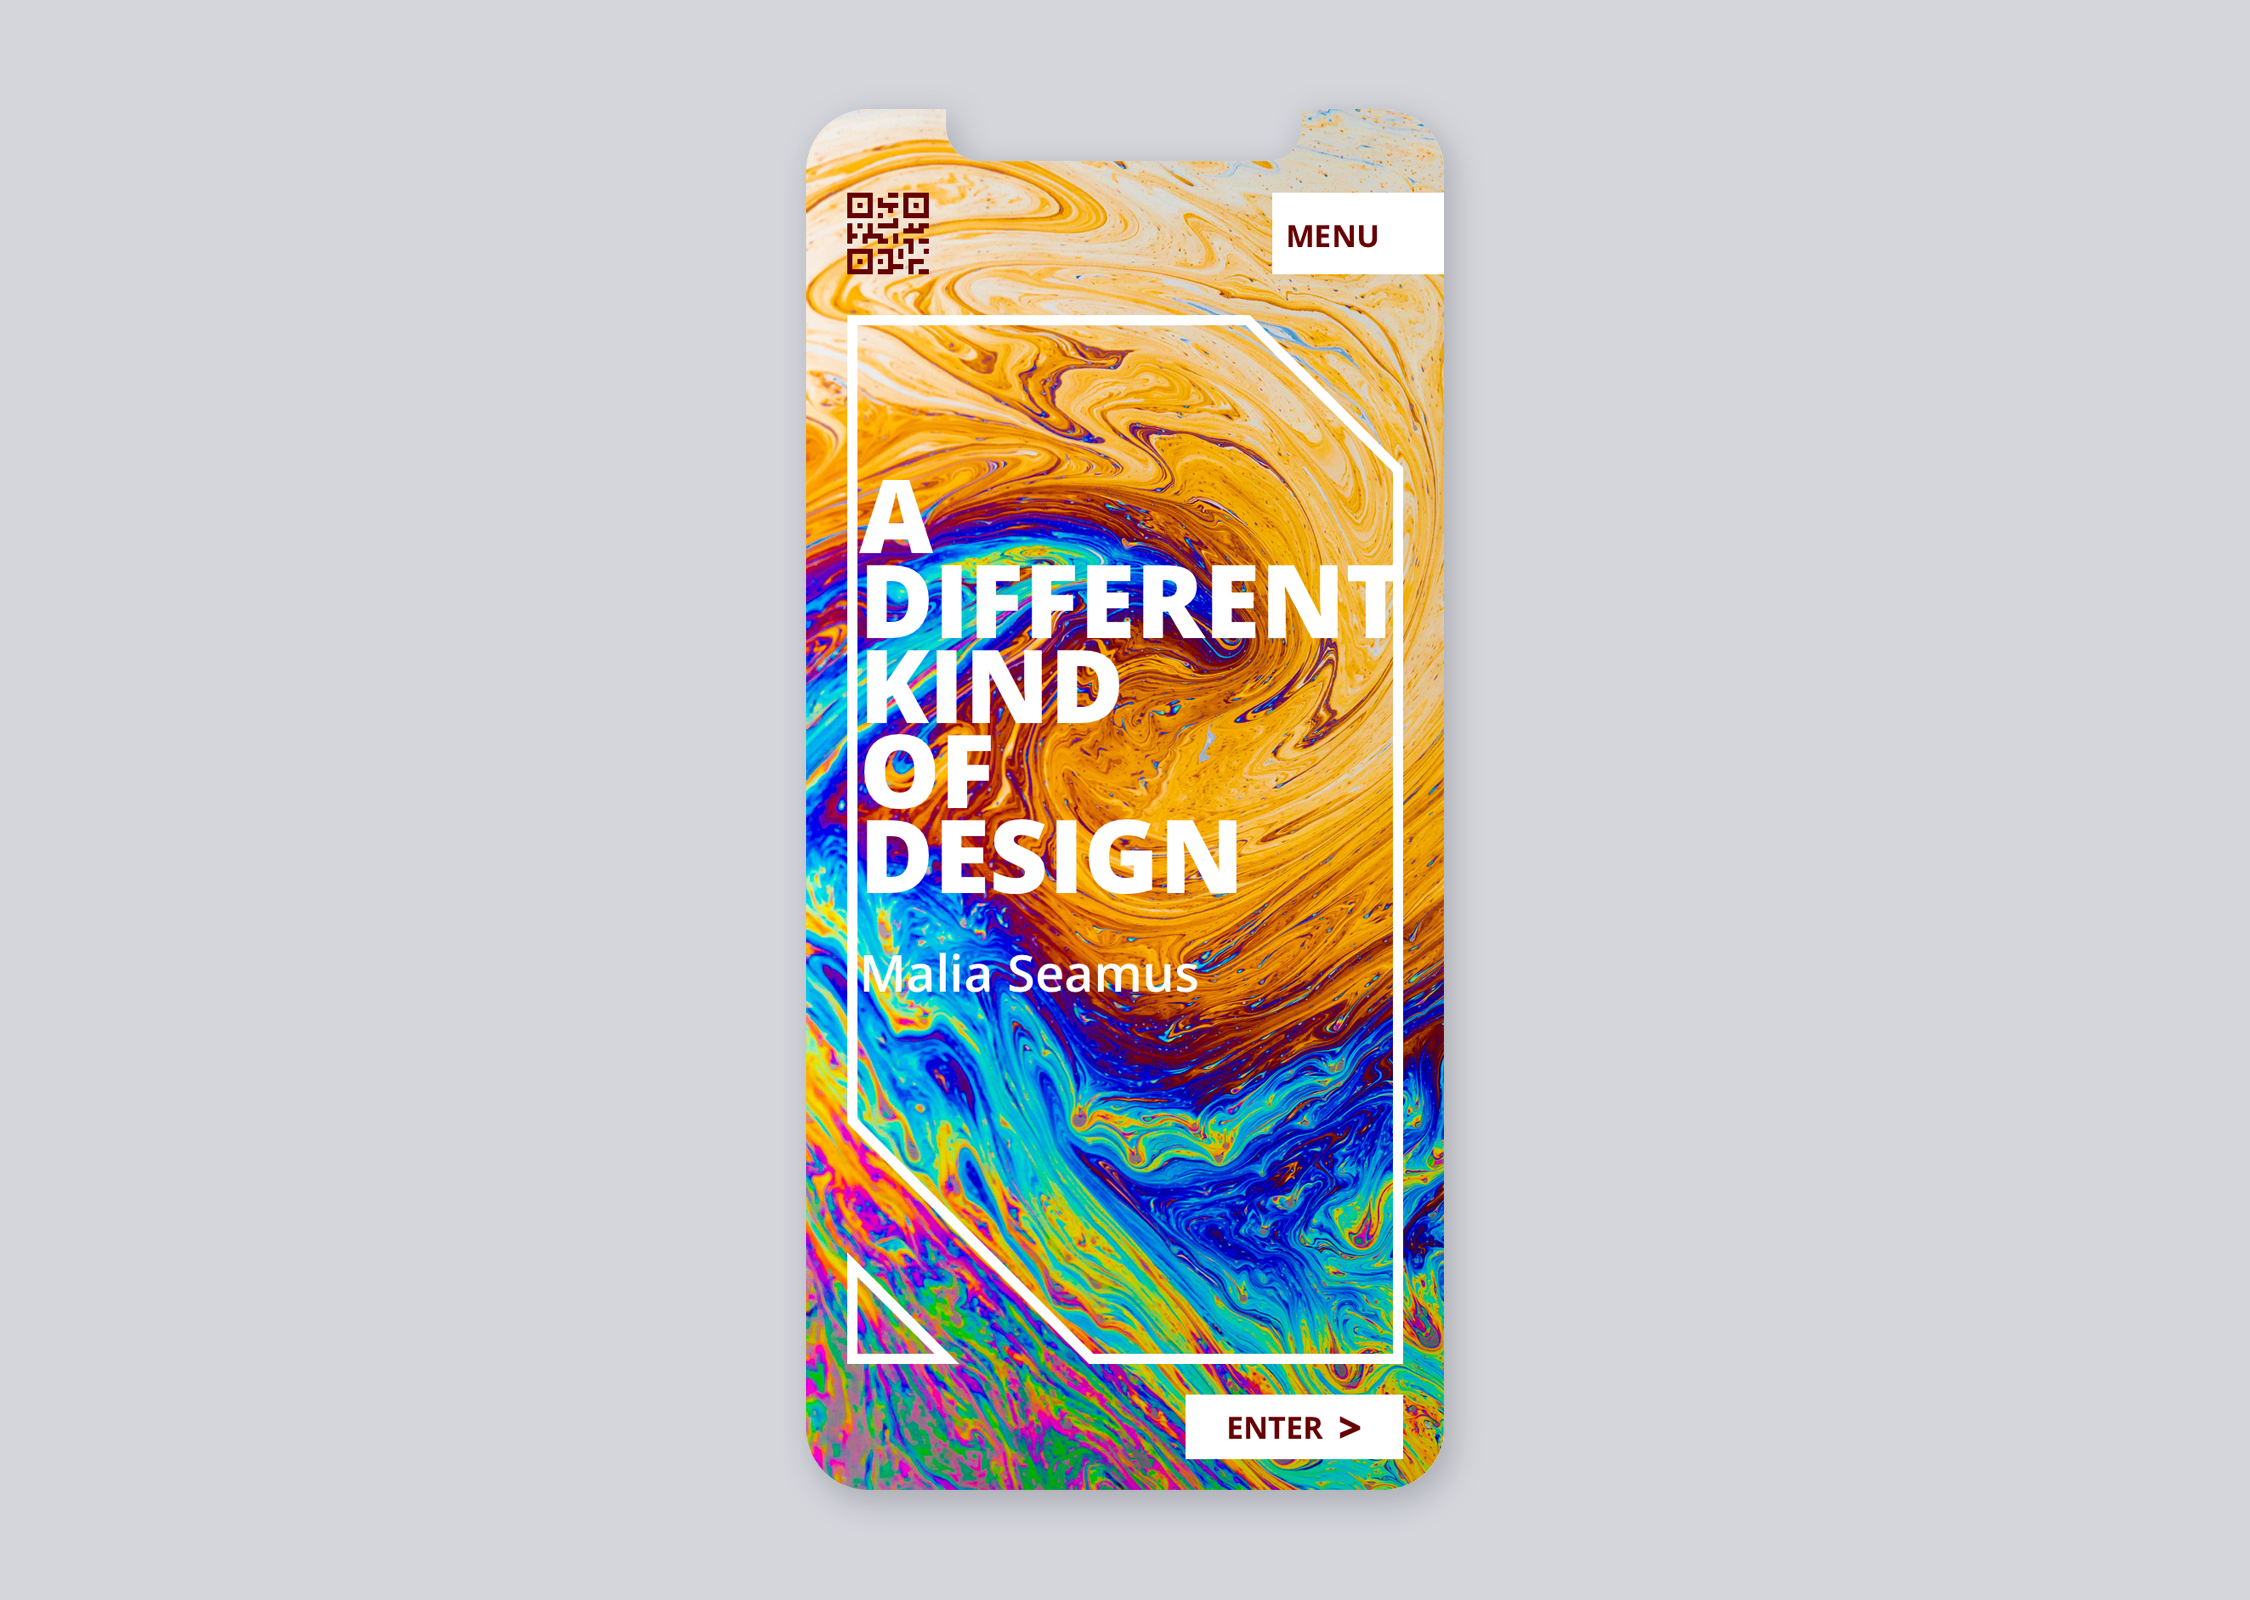 MENU
A
DIFFERENT
KIND
OF
DESIGN
Malia Seamus
ENTER >